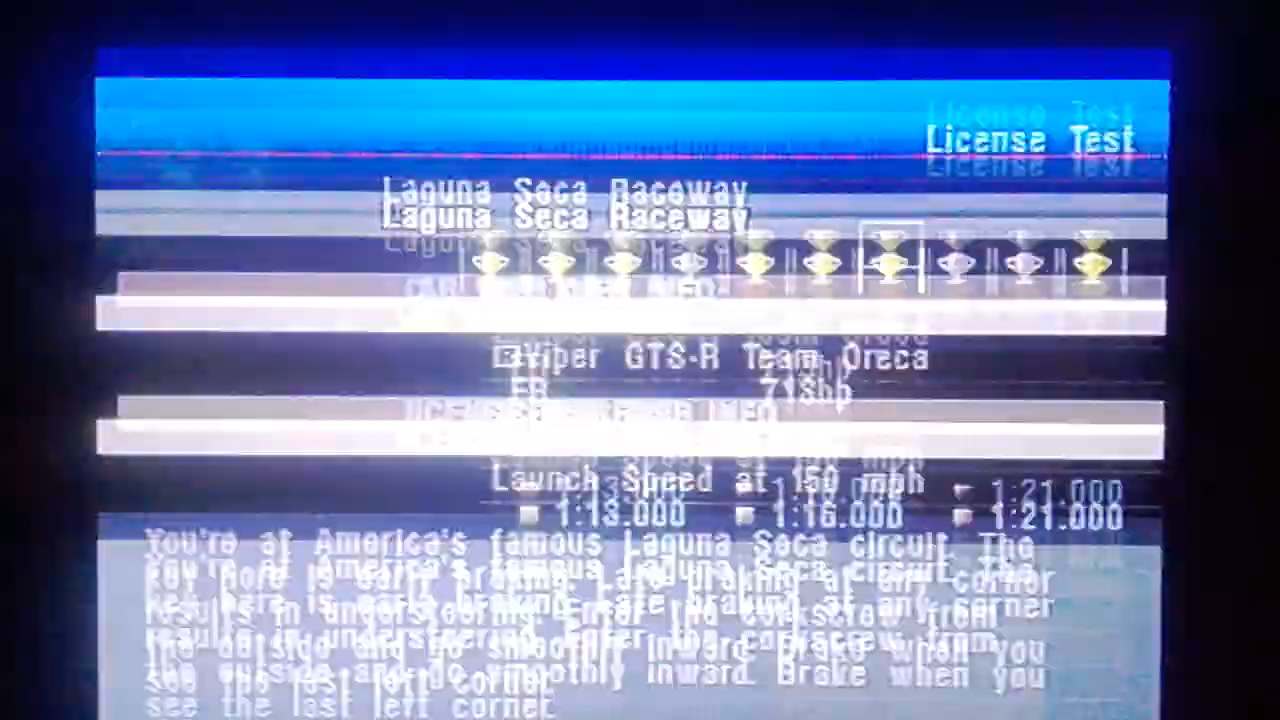 License Test
Laguna Seca Raceway
Viper GTS-R Team Oreca
FR 718hp
Launch Speed at 150 mph
1:13.000 1:16.000 1:21.000
You're at America's famous Laguna Seca circuit. The
key here is early braking. Late braking at any corner
results in understeering. Enter the corkscrew from
the outside and go smoothly inward. Brake when you
see the last left corner.